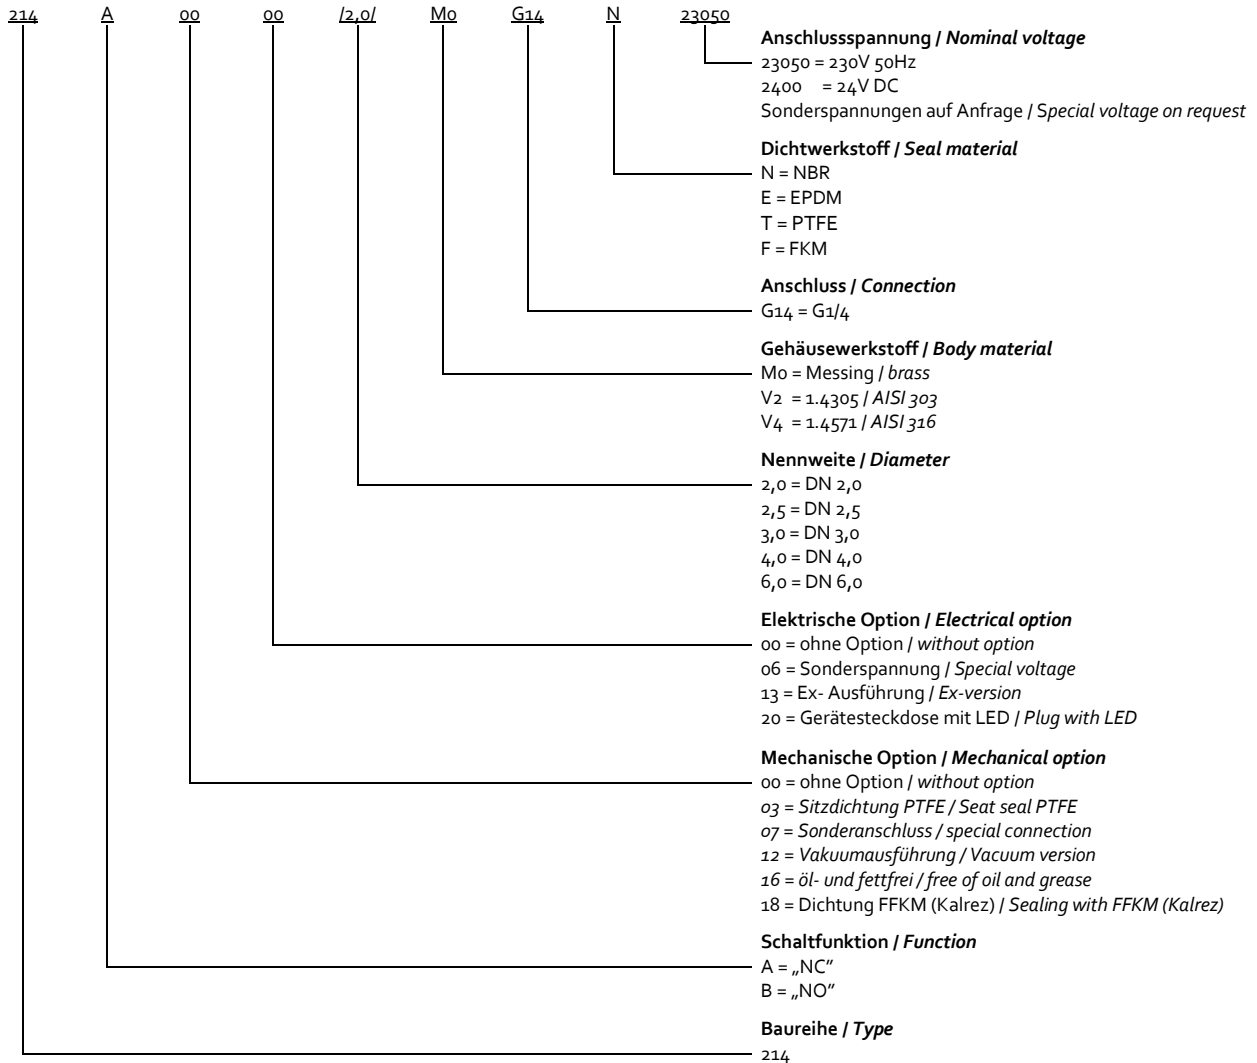 214 A 00 00 /2,0/ M0 G14 N 23050
Anschlussspannung / Nominal voltage
23050 = 230V 50Hz
2400 = 24V DC
Sonderspannungen auf Anfrage / Special voltage on request
Dichtwerkstoff / Seal material
N = NBR
E = EPDM
T = PTFE
F = FKM
Anschluss / Connection
G14 = G1/4
Gehäusewerkstoff / Body material
M0 = Messing / brass
V2 = 1.4305 / AISI 303
V4 = 1.4571 / AISI 316
Nennweite / Diameter
2,0 = DN 2,0
2,5 = DN 2,5
3,0 = DN 3,0
4,0 = DN 4,0
6,0 = DN 6,0
Elektrische Option / Electrical option
00 = ohne Option / without option
06 = Sonderspannung / Special voltage
13 = Ex- Ausführung / Ex-version
20 = Gerätesteckdose mit LED / Plug with LED
Mechanische Option / Mechanical option
00 = ohne Option / without option
03 = Sitzdichtung PTFE / Seat seal PTFE
07 = Sonderanschluss / special connection
12 = Vakuumausführung / Vacuum version
16 = öl- und fettfrei / free of oil and grease
18 = Dichtung FFKM (Kalrez) / Sealing with FFKM (Kalrez)
Schaltfunktion / Function
A = „NC"
B = „NO"
Baureihe / Type
214